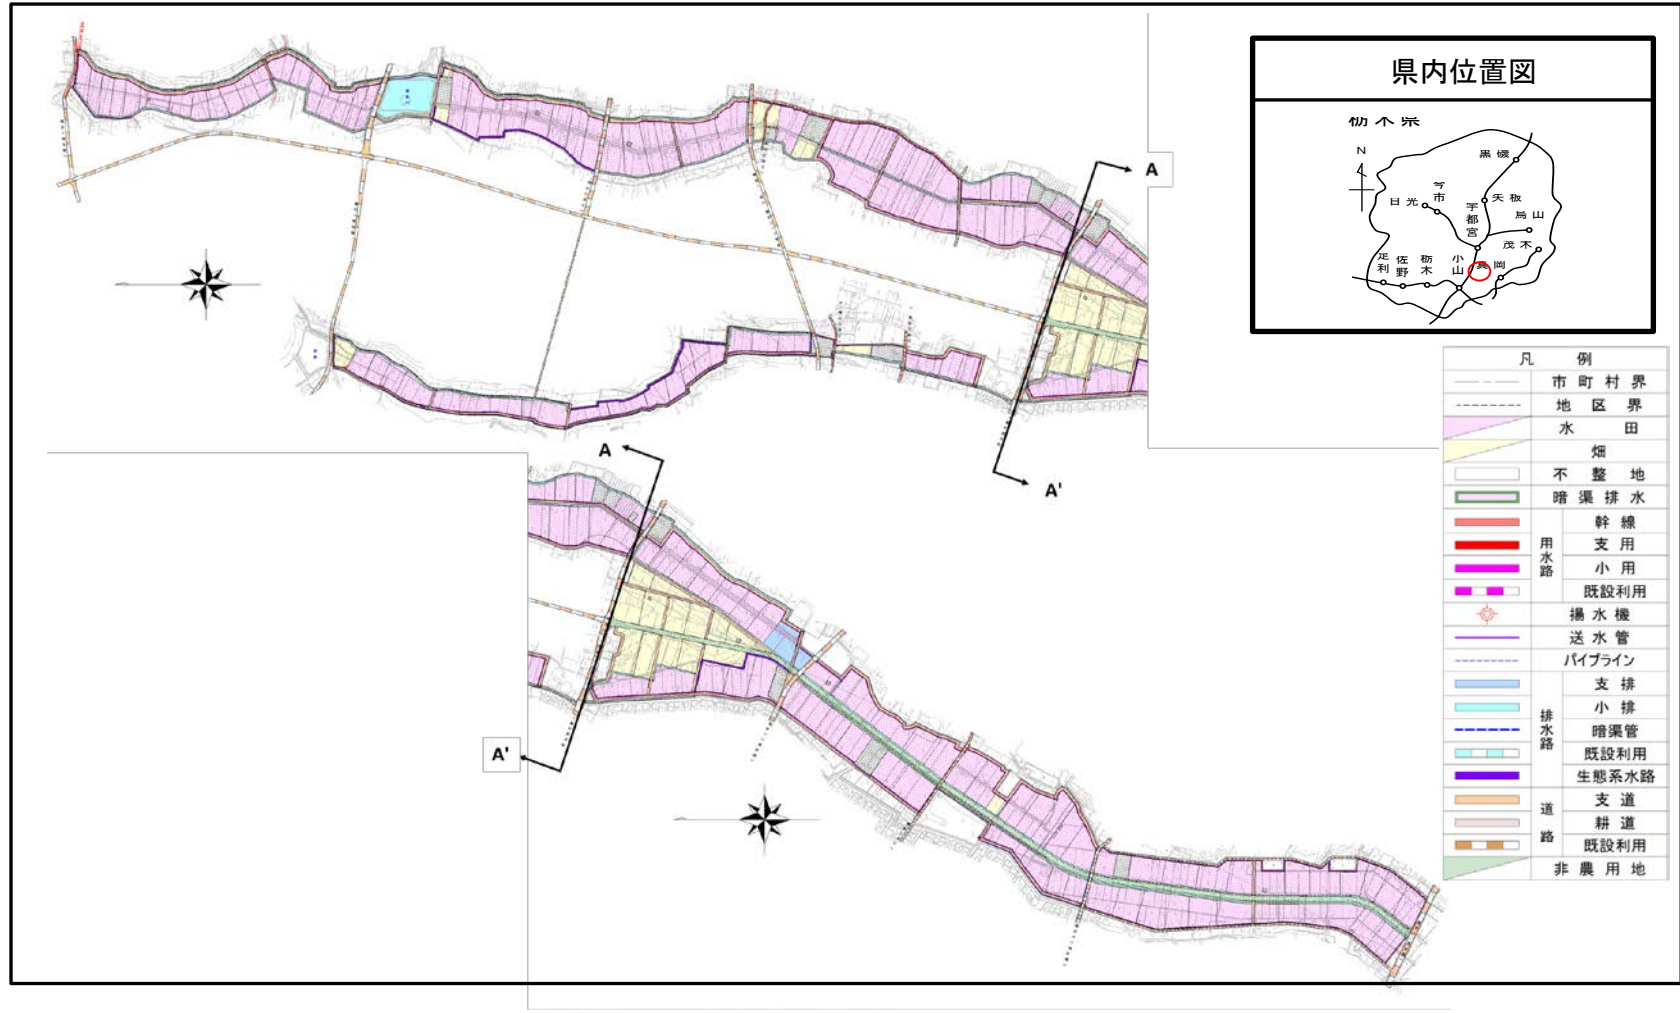 県内位置図
栃木県
N
黒磯
今市
日光
矢板
宇都宮
烏山
茂木
足利
佐野
栃木
小山
真岡
A
A'
A
A'
凡例
市町村界
地区界
水田
畑
不整地
暗渠排水
用水路
幹線
支用
小用
既設利用
揚水機
送水管
パイプライン
排水路
支排
小排
暗渠管
既設利用
生態系水路
道路
支道
耕道
既設利用
非農用地